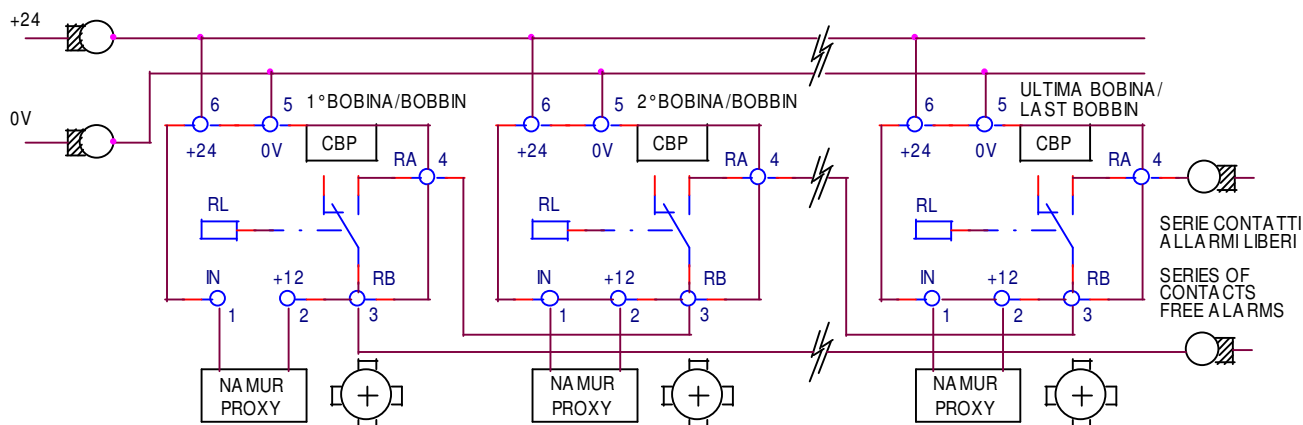 +24
0V
6
5
1°BOBINA/BOBBIN
+24
0V
CBP
RA
4
RL
IN
+12
RB
1
2
3
NAMUR
PROXY
6
5
2°BOBINA/BOBBIN
+24
0V
CBP
RA
4
RL
IN
+12
RB
1
2
3
NAMUR
PROXY
6
5
ULTIMA BOBINA/
LAST BOBBIN
+24
0V
CBP
RA
4
RL
IN
+12
RB
1
2
3
NAMUR
PROXY
SERIE CONTATTI
ALLARMI LIBERI
SERIES OF
CONTACTS
FREE ALARMS